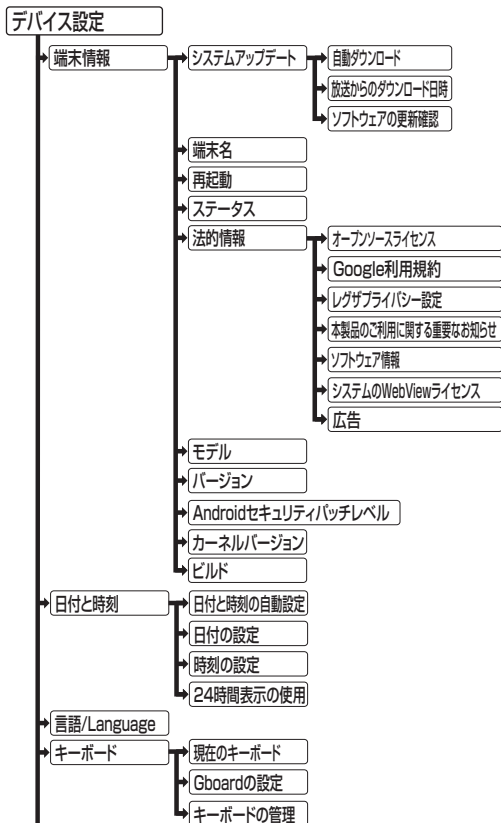 デバイス設定
端末情報
システムアップデート
自動ダウンロード
放送からのダウンロード日時
ソフトウェアの更新確認
端末名
再起動
ステータス
法的情報
オープンソースライセンス
Google利用規約
レグザプライバシー設定
本製品のご利用に関する重要なお知らせ
ソフトウェア情報
システムのWebViewライセンス
広告
モデル
バージョン
Androidセキュリティパッチレベル
カーネルバージョン
ビルド
日付と時刻
日付と時刻の自動設定
日付の設定
時刻の設定
24時間表示の使用
言語/Language
キーボード
現在のキーボード
Gboardの設定
キーボードの管理